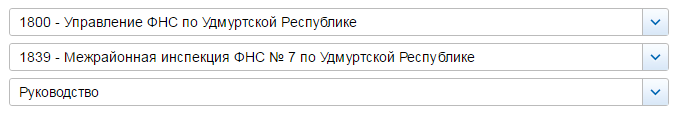 1800 - Управление ФНС по Удмуртской Республике
1839 - Межрайонная инспекция ФНС № 7 по Удмуртской Республике
Руководство